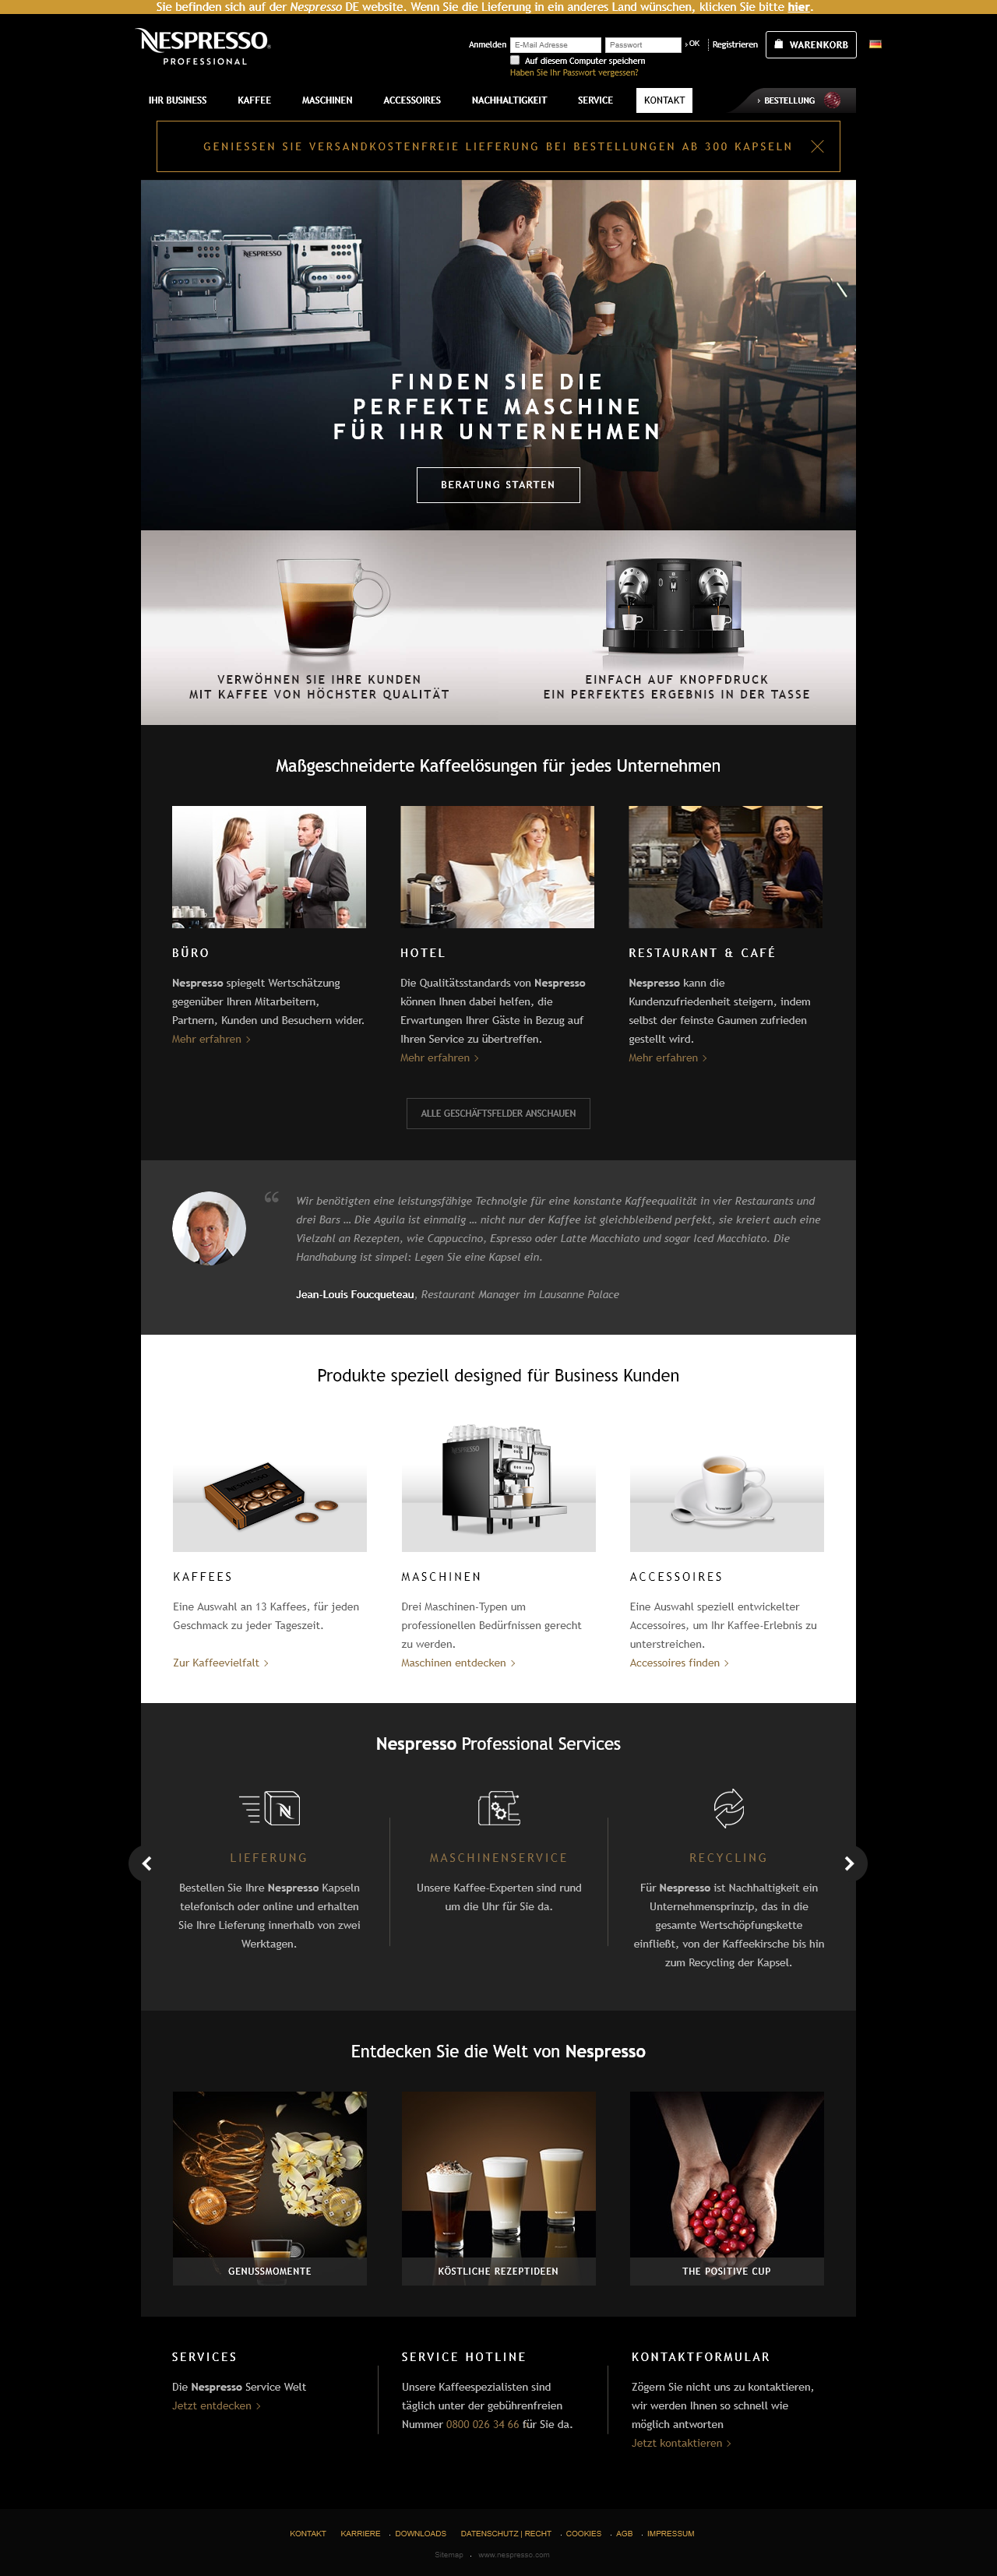 Sie befinden sich auf der Nespresso DE website. Wenn Sie die Lieferung in ein anderes Land wünschen, klicken Sie bitte hier.
NESPRESSO
PROFESSIONAL
Anmelden E-Mail Adresse Passwort › OK Registrieren WARENKORB
Auf diesem Computer speichern
Haben Sie Ihr Passwort vergessen?
IHR BUSINESS KAFFEE MASCHINEN ACCESSOIRES NACHHALTIGKEIT SERVICE KONTAKT › BESTELLUNG
GENIESSEN SIE VERSANDKOSTENFREIE LIEFERUNG BEI BESTELLUNGEN AB 300 KAPSELN
NESPRESSO
FINDEN SIE DIE
PERFEKTE MASCHINE
FÜR IHR UNTERNEHMEN
BERATUNG STARTEN
VERWÖHNEN SIE IHRE KUNDEN
MIT KAFFEE VON HÖCHSTER QUALITÄT
EINFACH AUF KNOPFDRUCK
EIN PERFEKTES ERGEBNIS IN DER TASSE
Maßgeschneiderte Kaffeelösungen für jedes Unternehmen
BÜRO
Nespresso spiegelt Wertschätzung
gegenüber Ihren Mitarbeitern,
Partnern, Kunden und Besuchern wider.
Mehr erfahren >
HOTEL
Die Qualitätsstandards von Nespresso
können Ihnen dabei helfen, die
Erwartungen Ihrer Gäste in Bezug auf
Ihren Service zu übertreffen.
Mehr erfahren >
RESTAURANT & CAFÉ
Nespresso kann die
Kundenzufriedenheit steigern, indem
selbst der feinste Gaumen zufrieden
gestellt wird.
Mehr erfahren >
ALLE GESCHÄFTSFELDER ANSCHAUEN
“ Wir benötigten eine leistungsfähige Technolgie für eine konstante Kaffeequalität in vier Restaurants und
drei Bars … Die Aguila ist einmalig … nicht nur der Kaffee ist gleichbleibend perfekt, sie kreiert auch eine
Vielzahl an Rezepten, wie Cappuccino, Espresso oder Latte Macchiato und sogar Iced Macchiato. Die
Handhabung ist simpel: Legen Sie eine Kapsel ein.
Jean-Louis Foucqueteau, Restaurant Manager im Lausanne Palace
Produkte speziell designed für Business Kunden
NESPRESSO
NESPRESSO
KAFFEES
Eine Auswahl an 13 Kaffees, für jeden
Geschmack zu jeder Tageszeit.
Zur Kaffeevielfalt >
MASCHINEN
Drei Maschinen-Typen um
professionellen Bedürfnissen gerecht
zu werden.
Maschinen entdecken >
ACCESSOIRES
Eine Auswahl speziell entwickelter
Accessoires, um Ihr Kaffee-Erlebnis zu
unterstreichen.
Accessoires finden >
Nespresso Professional Services
LIEFERUNG
Bestellen Sie Ihre Nespresso Kapseln
telefonisch oder online und erhalten
Sie Ihre Lieferung innerhalb von zwei
Werktagen.
MASCHINENSERVICE
Unsere Kaffee-Experten sind rund
um die Uhr für Sie da.
RECYCLING
Für Nespresso ist Nachhaltigkeit ein
Unternehmensprinzip, das in die
gesamte Wertschöpfungskette
einfließt, von der Kaffeekirsche bis hin
zum Recycling der Kapsel.
Entdecken Sie die Welt von Nespresso
GENUSSMOMENTE
KÖSTLICHE REZEPTIDEEN
THE POSITIVE CUP
SERVICES
Die Nespresso Service Welt
Jetzt entdecken >
SERVICE HOTLINE
Unsere Kaffeespezialisten sind
täglich unter der gebührenfreien
Nummer 0800 026 34 66 für Sie da.
KONTAKTFORMULAR
Zögern Sie nicht uns zu kontaktieren,
wir werden Ihnen so schnell wie
möglich antworten
Jetzt kontaktieren >
KONTAKT KARRIERE . DOWNLOADS DATENSCHUTZ | RECHT . COOKIES . AGB . IMPRESSUM
Sitemap . www.nespresso.com